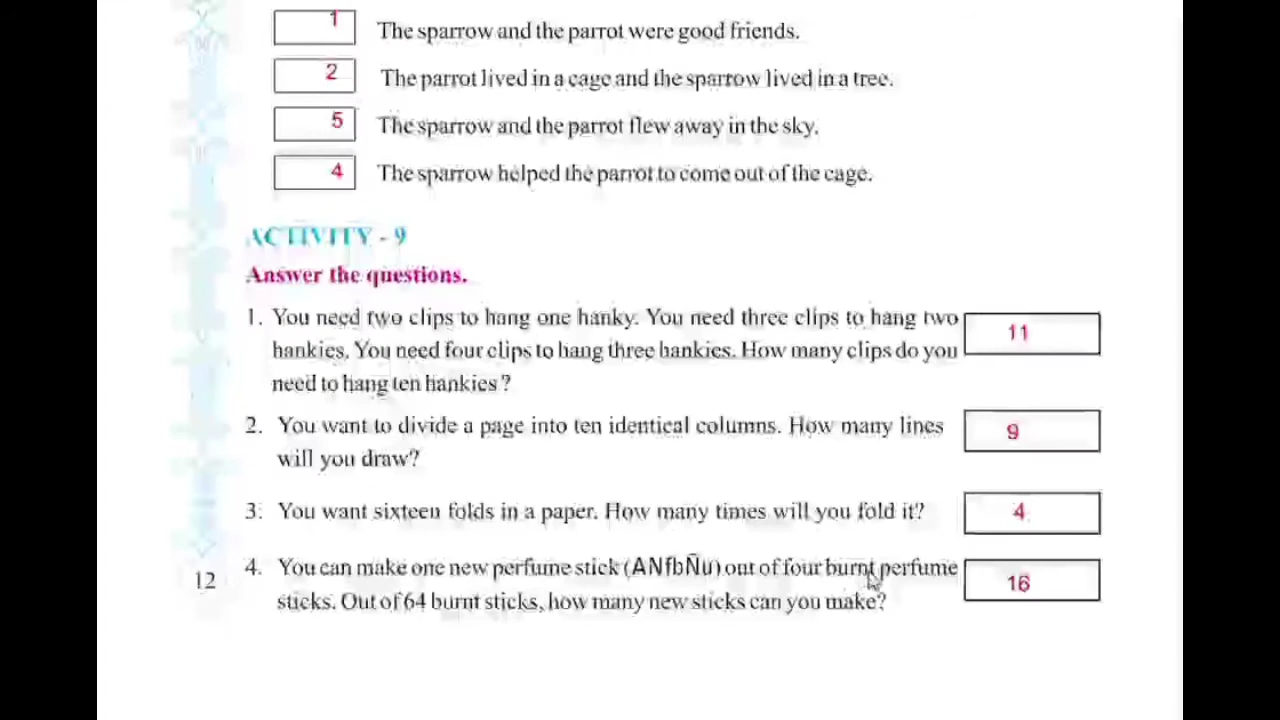 1 The sparrow and the parrot were good friends.
2 The parrot lived in a cage and the sparrow lived in a tree.
5 The sparrow and the parrot flew away in the sky.
4 The sparrow helped the parrot to come out of the cage.
ACTIVITY - 9
Answer the questions.
1. You need two clips to hang one hanky. You need three clips to hang two 11
hankies. You need four clips to hang three hankies. How many clips do you
need to hang ten hankies?
2. You want to divide a page into ten identical columns. How many lines 9
will you draw?
3. You want sixteen folds in a paper. How many times will you fold it? 4
4. You can make one new perfume stick (ANfbÑu) out of four burnt perfume 16
12 sticks. Out of 64 burnt sticks, how many new sticks can you make?